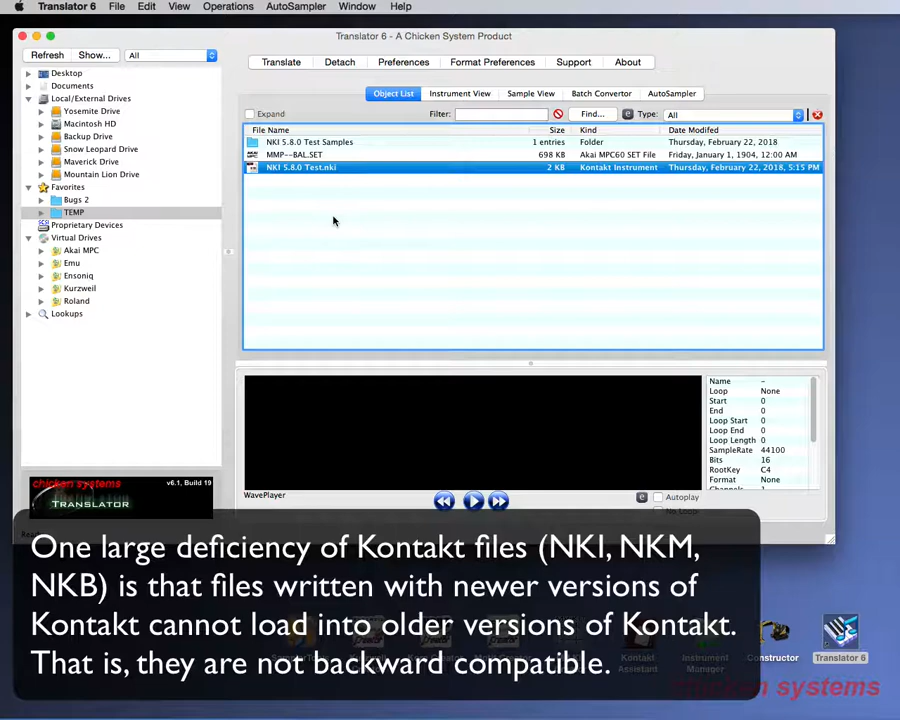 Translator 6 File Edit View Operations AutoSampler Window Help
Translator 6 - A Chicken System Product
Refresh Show... All
Translate Detach Preferences Format Preferences Support About
Desktop
Documents
Local/External Drives
Yosemite Drive
Macintosh HD
Backup Drive
Snow Leopard Drive
Maverick Drive
Mountain Lion Drive
Favorites
Bugs 2
TEMP
Proprietary Devices
Virtual Drives
Akai MPC
Emu
Ensoniq
Kurzweil
Roland
Lookups
Object List Instrument View Sample View Batch Convertor AutoSampler
Expand Filter: Find... e Type: All
File Name Size Kind Date Modifed
NKI 5.8.0 Test Samples 1 entries Folder Thursday, February 22, 2018
MMP--BAL.SET 698 KB Akai MPC60 SET File Friday, January 1, 1904, 12:00 AM
NKI 5.8.0 Test.nki 2 KB Kontakt Instrument Thursday, February 22, 2018, 5:15 PM
Name -
Loop None
Start 0
End 0
Loop Start 0
Loop End 0
Loop Length 0
SampleRate 44100
Bits 16
RootKey C4
Format None
WavePlayer e Autoplay
chicken systems v6.1, Build 19
TRANSLATOR
One large deficiency of Kontakt files (NKI, NKM,
NKB) is that files written with newer versions of
Kontakt cannot load into older versions of Kontakt.
That is, they are not backward compatible.
Kontakt Assistant
Instrument Manager
Constructor
Translator 6
chicken systems